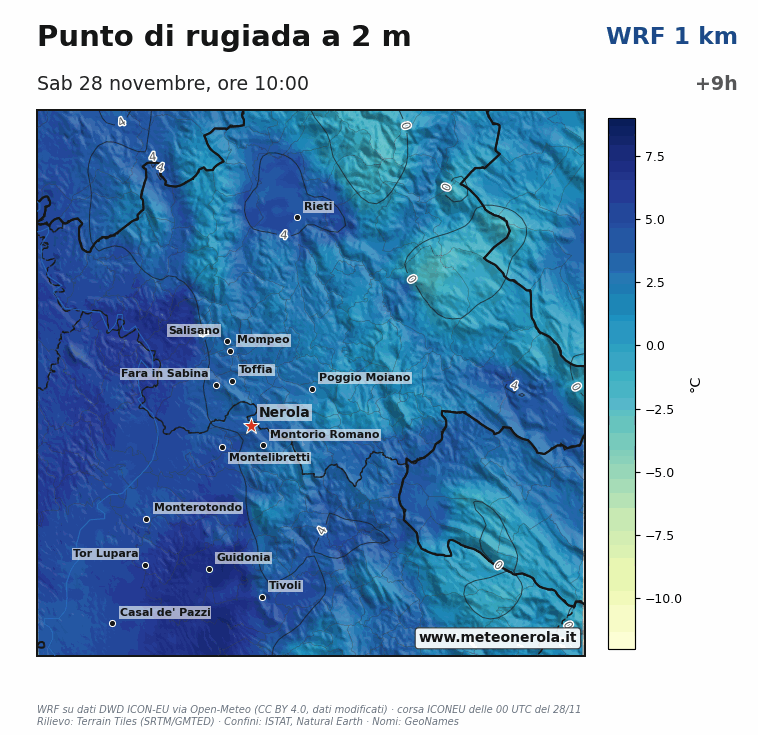 Punto di rugiada a 2 m
WRF 1 km
Sab 28 novembre, ore 10:00
+9h
4
0
4
4
0
Rieti
4
0
Salisano
Mompeo
Toffia
Fara in Sabina
Poggio Moiano
4
0
Nerola
Montorio Romano
Montelibretti
Monterotondo
4
Tor Lupara
Guidonia
0
Tivoli
Casal de' Pazzi
0
www.meteonerola.it
7.5
5.0
2.5
0.0
−2.5
−5.0
−7.5
−10.0
°C
WRF su dati DWD ICON-EU via Open-Meteo (CC BY 4.0, dati modificati) · corsa ICONEU delle 00 UTC del 28/11
Rilievo: Terrain Tiles (SRTM/GMTED) · Confini: ISTAT, Natural Earth · Nomi: GeoNames